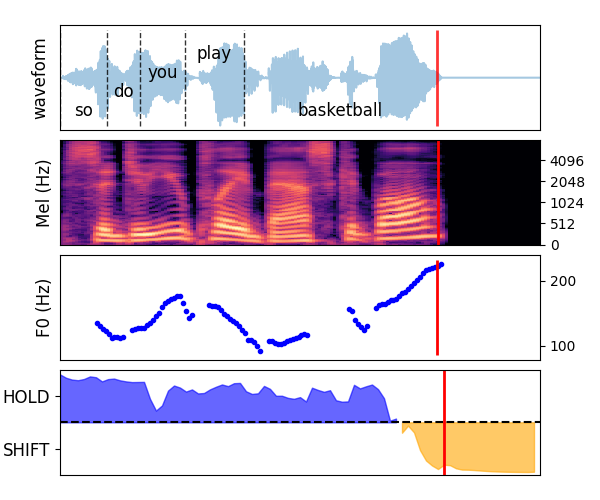 waveform
so
do
you
play
basketball
Mel (Hz)
4096
2048
1024
512
0
F0 (Hz)
200
100
HOLD
SHIFT